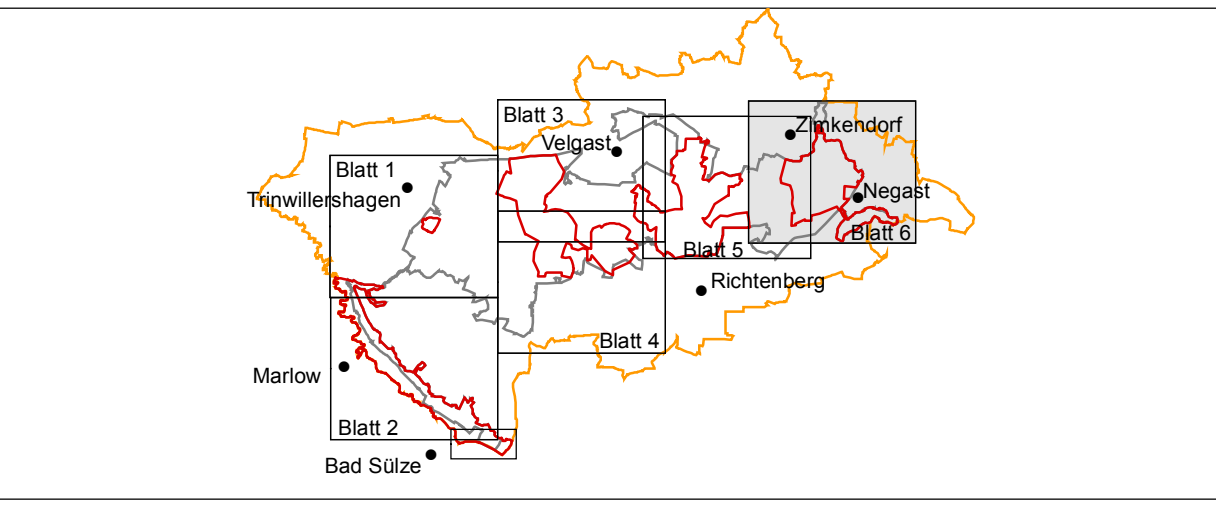 Blatt 3
Zimkendorf
Velgast
Blatt 1
Trinwillershagen
Negast
Blatt 6
Blatt 5
Richtenberg
Blatt 4
Marlow
Blatt 2
Bad Sülze